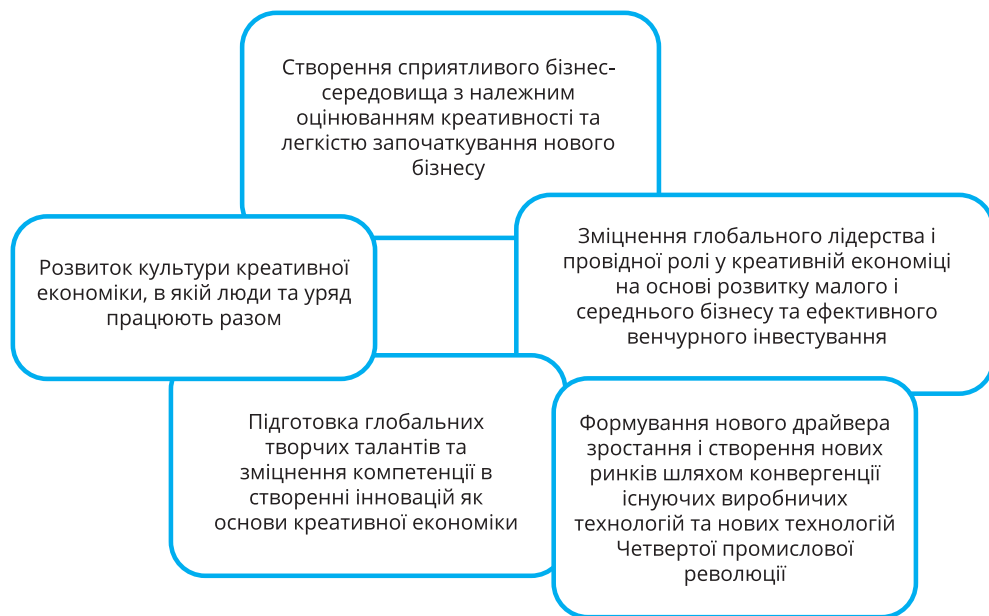 Створення сприятливого бізнес-
середовища з належним
оцінюванням креативності та
легкістю започаткування нового
бізнесу
Зміцнення глобального лідерства і
провідної ролі у креативній економіці
на основі розвитку малого і
середнього бізнесу та ефективного
венчурного інвестування
Формування нового драйвера
зростання і створення нових
ринків шляхом конвергенції
існуючих виробничих
технологій та нових технологій
Четвертої промислової
революції
Підготовка глобальних
творчих талантів та
зміцнення компетенції в
створенні інновацій як
основи креативної економіки
Розвиток культури креативної
економіки, в якій люди та уряд
працюють разом